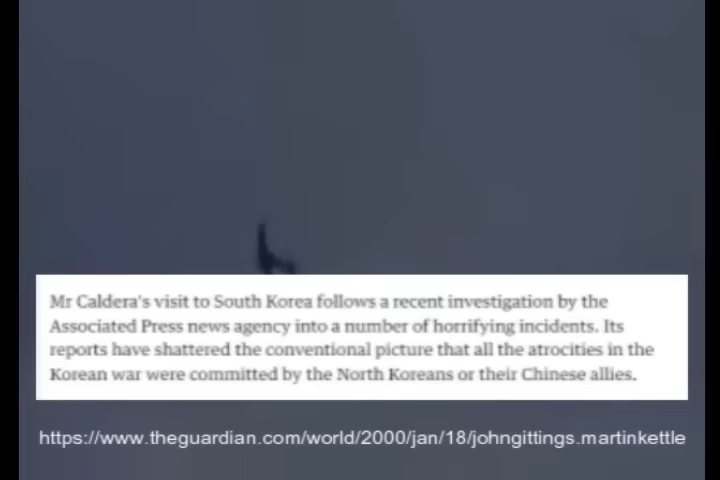 Mr Caldera's visit to South Korea follows a recent investigation by the
Associated Press news agency into a number of horrifying incidents. Its
reports have shattered the conventional picture that all the atrocities in the
Korean war were committed by the North Koreans or their Chinese allies.
https://www.theguardian.com/world/2000/jan/18/johngittings.martinkettle